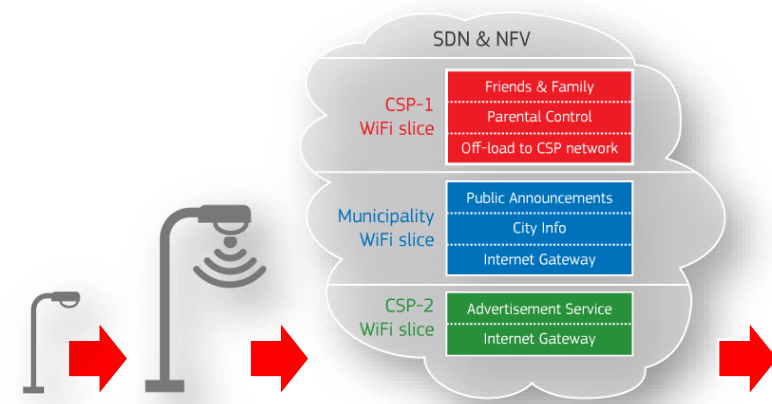 SDN & NFV
CSP-1
WiFi slice
Friends & Family
Parental Control
Off-load to CSP network
Municipality
WiFi slice
Public Announcements
City Info
Internet Gateway
CSP-2
WiFi slice
Advertisement Service
Internet Gateway